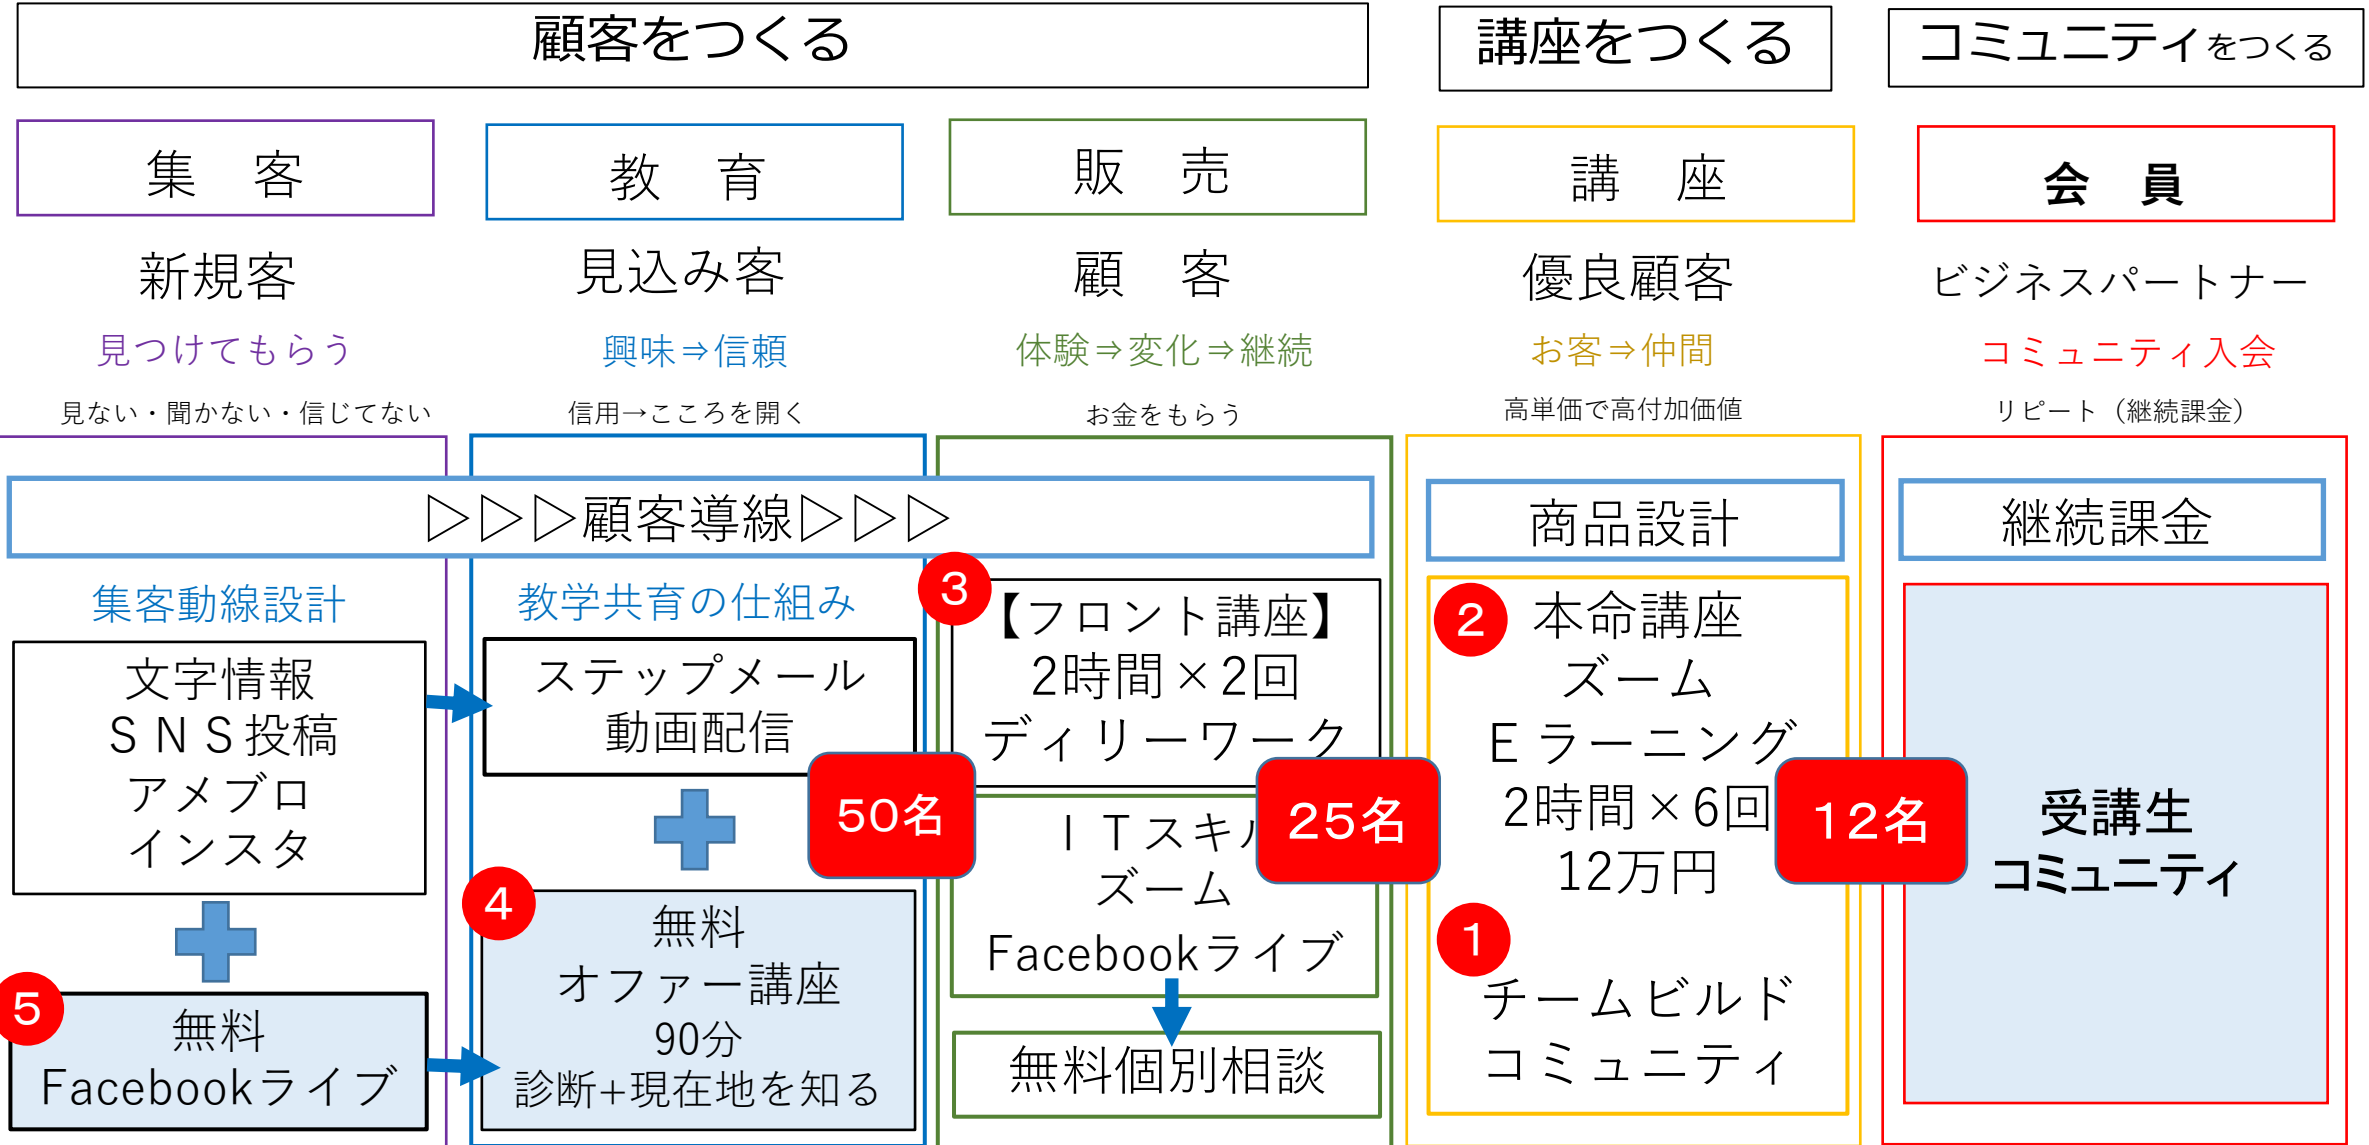 顧客をつくる
講座をつくる
コミュニティをつくる
集　客
教　育
販　売
講　座
会　員
新規客
見込み客
顧　客
優良顧客
ビジネスパートナー
見つけてもらう
興味⇒信頼
体験⇒変化⇒継続
お客⇒仲間
コミュニティ入会
見ない・聞かない・信じてない
信用→こころを開く
お金をもらう
高単価で高付加価値
リピート（継続課金）
▷▷▷顧客導線▷▷▷
商品設計
継続課金
集客動線設計
文字情報
ＳＮＳ投稿
アメブロ
インスタ
5
無料
Facebookライブ
教学共育の仕組み
ステップメール
動画配信
50名
4
無料
オファー講座
90分
診断+現在地を知る
3
【フロント講座】
2時間×2回
ディリーワーク
25名
ＩＴスキル
ズーム
Facebookライブ
無料個別相談
2
本命講座
ズーム
Ｅラーニング
2時間×6回
12万円
12名
1
チームビルド
コミュニティ
受講生
コミュニティ